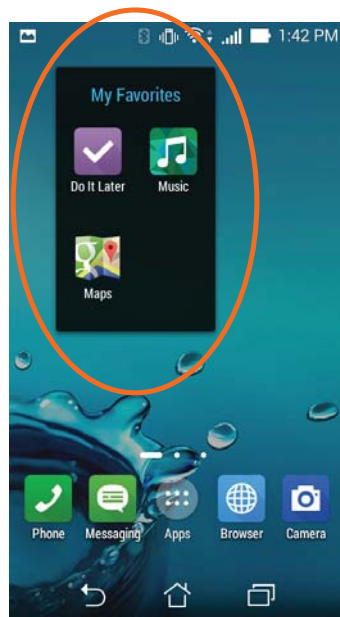 1:42 PM
My Favorites
Do It Later Music
Maps
Phone Messaging Apps Browser Camera